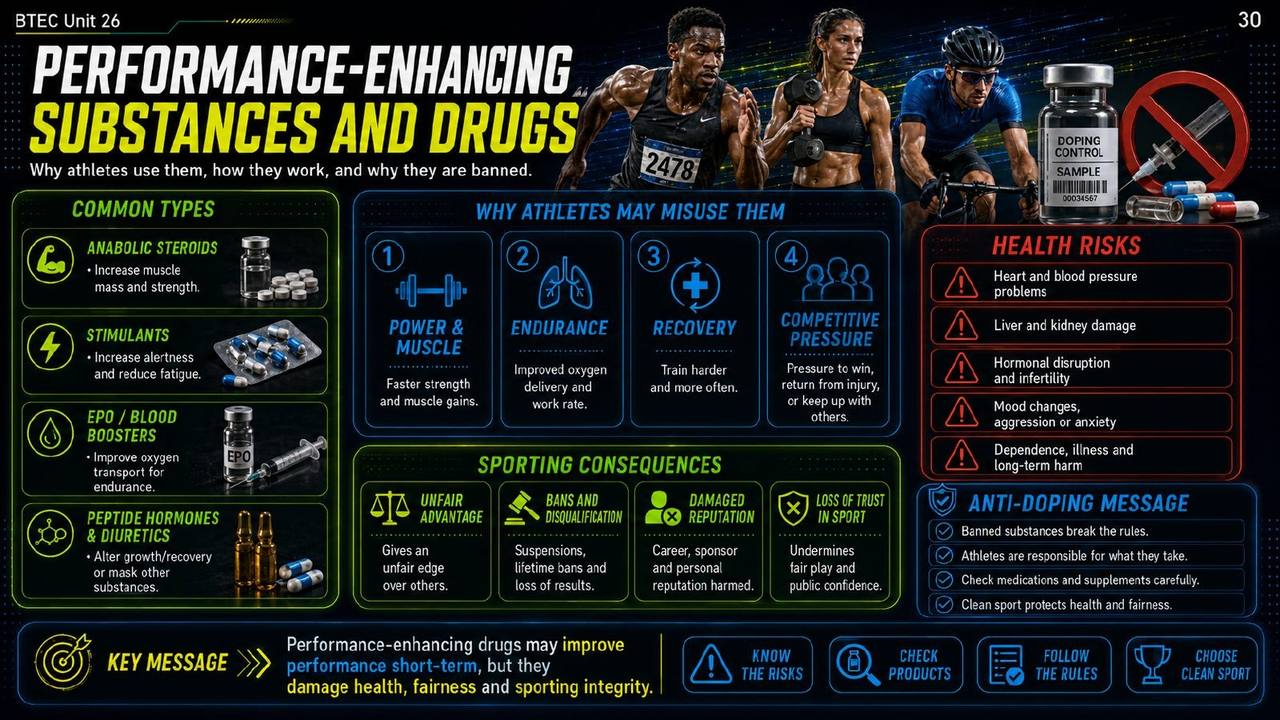 BTEC Unit 26
30
PERFORMANCE-ENHANCING
SUBSTANCES AND DRUGS
Why athletes use them, how they work, and why they are banned.
2478
DOPING
CONTROL
SAMPLE
00034567
COMMON TYPES
ANABOLIC STEROIDS
• Increase muscle
mass and strength.
STIMULANTS
• Increase alertness
and reduce fatigue.
EPO / BLOOD
BOOSTERS
• Improve oxygen
transport for
endurance.
EPO
PEPTIDE HORMONES
& DIURETICS
• Alter growth/recovery
or mask other
substances.
WHY ATHLETES MAY MISUSE THEM
1
POWER &
MUSCLE
Faster strength
and muscle gains.
2
ENDURANCE
Improved oxygen
delivery and
work rate.
3
RECOVERY
Train harder
and more often.
4
COMPETITIVE
PRESSURE
Pressure to win,
return from injury,
or keep up with
others.
SPORTING CONSEQUENCES
UNFAIR
ADVANTAGE
Gives an
unfair edge
over others.
BANS AND
DISQUALIFICATION
Suspensions,
lifetime bans and
loss of results.
DAMAGED
REPUTATION
Career, sponsor
and personal
reputation harmed.
LOSS OF TRUST
IN SPORT
Undermines
fair play and
public confidence.
HEALTH RISKS
Heart and blood pressure
problems
Liver and kidney damage
Hormonal disruption
and infertility
Mood changes,
aggression or anxiety
Dependence, illness and
long-term harm
ANTI-DOPING MESSAGE
Banned substances break the rules.
Athletes are responsible for what they take.
Check medications and supplements carefully.
Clean sport protects health and fairness.
KEY MESSAGE
Performance-enhancing drugs may improve
performance short-term, but they
damage health, fairness and sporting integrity.
KNOW
THE RISKS
CHECK
PRODUCTS
FOLLOW
THE RULES
CHOOSE
CLEAN SPORT